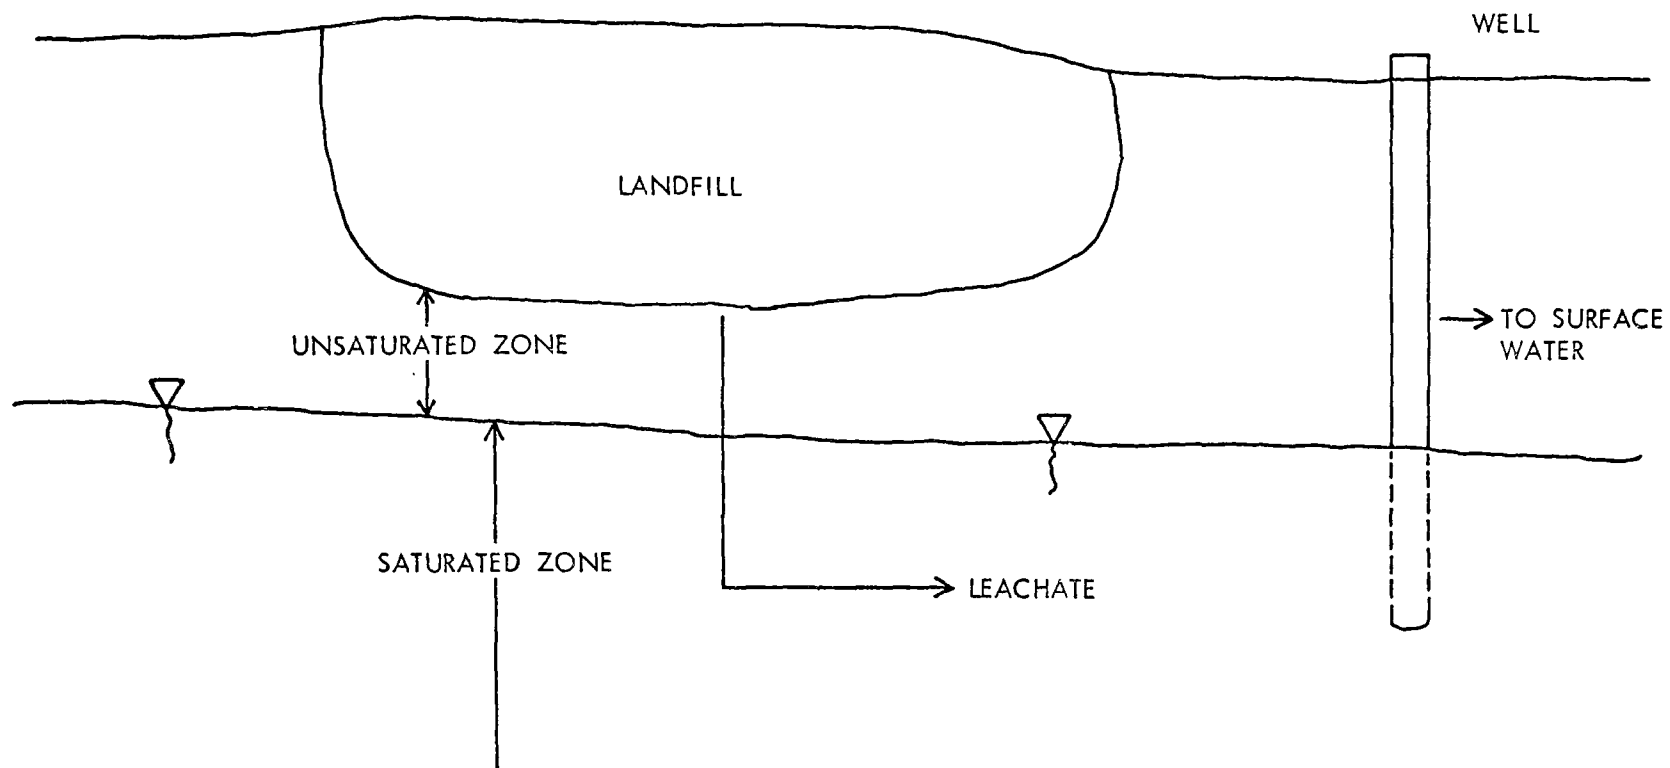 WELL
LANDFILL
TO SURFACE
WATER
UNSATURATED ZONE
SATURATED ZONE
LEACHATE